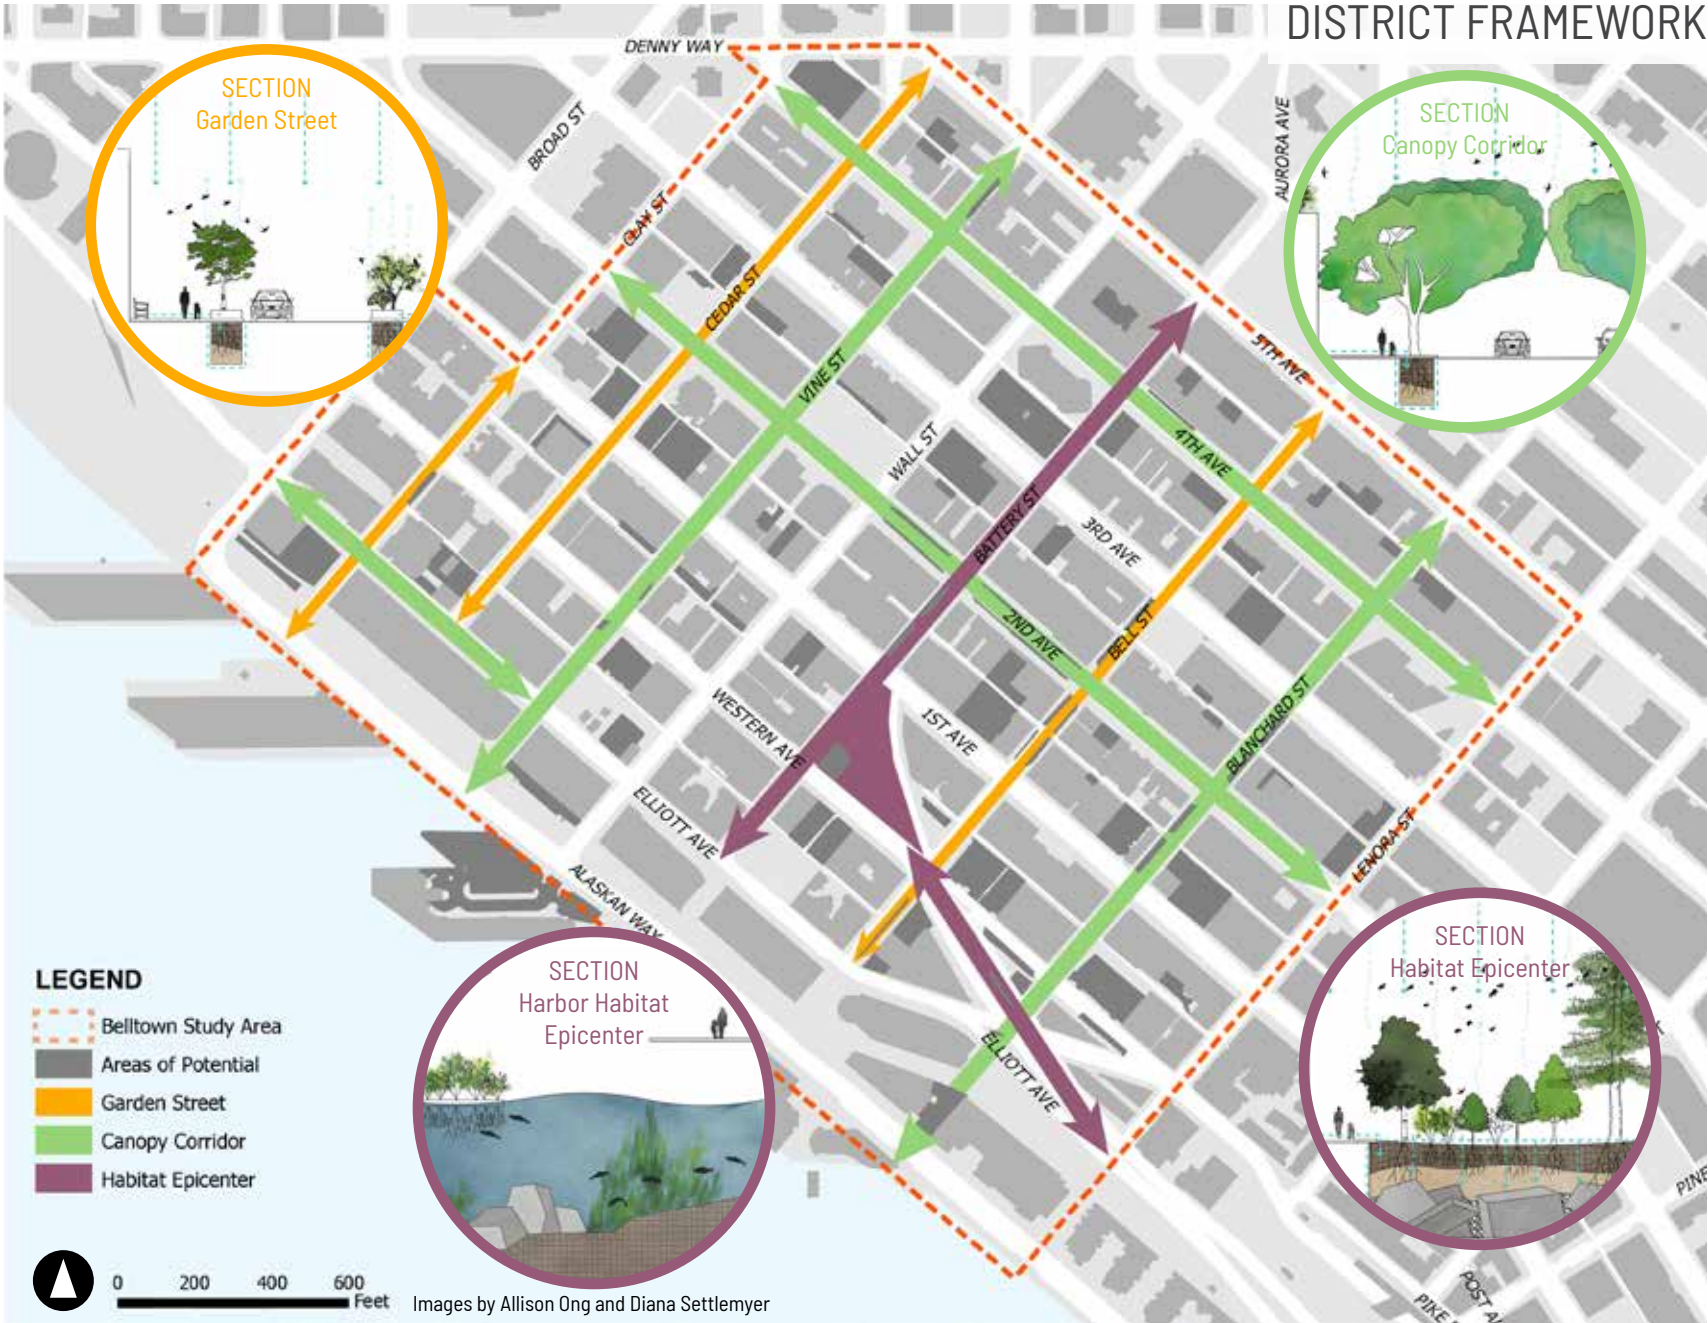 DISTRICT FRAMEWORK
DENNY WAY
SECTION
Garden Street
BROAD ST
AURORA AVE
SECTION
Canopy Corridor
CLAY ST
CEDAR ST
VINE ST
5TH AVE
WALL ST
4TH AVE
BATTERY ST
3RD AVE
2ND AVE
BELL ST
BLANCHARD ST
WESTERN AVE
1ST AVE
ELLIOTT AVE
LENORA ST
ALASKAN WAY
SECTION
Harbor Habitat
Epicenter
SECTION
Habitat Epicenter
ELLIOTT AVE
LEGEND
Belltown Study Area
Areas of Potential
Garden Street
Canopy Corridor
Habitat Epicenter
PINE
POST A
PIKE
0 200 400 600
Feet
Images by Allison Ong and Diana Settlemyer